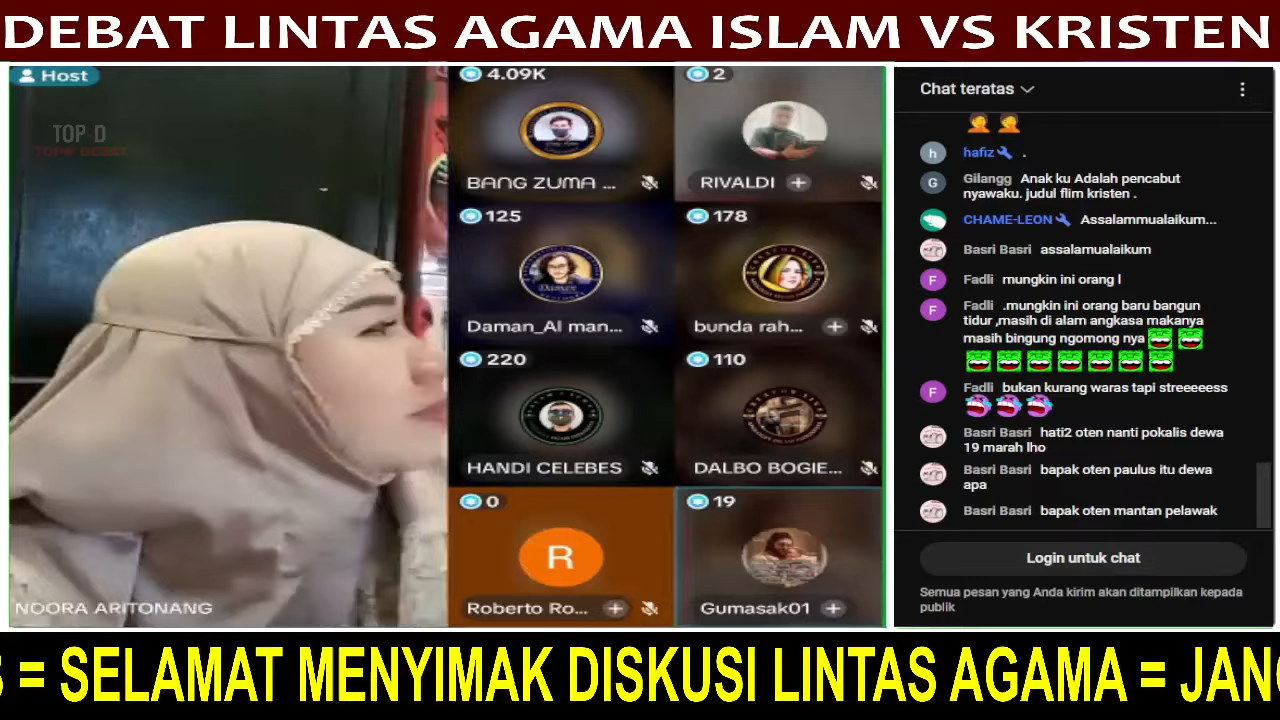 DEBAT LINTAS AGAMA ISLAM VS KRISTEN
Host
TOP D
TOPIK DEBAT
NOORA ARITONANG
4.09K
BANG ZUMA ...
2
RIVALDI
125
Daman_Al man...
178
bunda rah...
220
HANDI CELEBES
110
DALBO BOGIE...
0
R
Roberto Ro...
19
Gumasak01
Chat teratas
h
hafiz .
G
Gilangg Anak ku Adalah pencabut
nyawaku. judul flim kristen .
CHAME-LEON Assalammualaikum...
Basri Basri assalamualaikum
F
Fadli mungkin ini orang l
F
Fadli .mungkin ini orang baru bangun
tidur ,masih di alam angkasa makanya
masih bingung ngomong nya
F
Fadli bukan kurang waras tapi streeeeess
Basri Basri hati2 oten nanti pokalis dewa
19 marah lho
Basri Basri bapak oten paulus itu dewa
apa
Basri Basri bapak oten mantan pelawak
Login untuk chat
Semua pesan yang Anda kirim akan ditampilkan kepada
publik
S = SELAMAT MENYIMAK DISKUSI LINTAS AGAMA = JANG